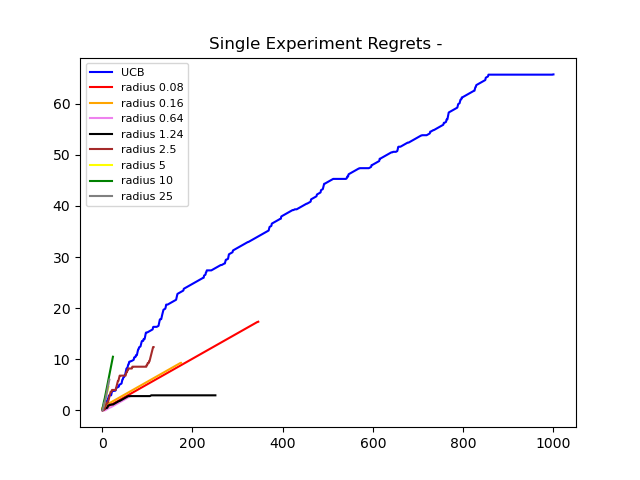 Single Experiment Regrets -
UCB
radius 0.08
radius 0.16
radius 0.64
radius 1.24
radius 2.5
radius 5
radius 10
radius 25
60
50
40
30
20
10
0
0 200 400 600 800 1000